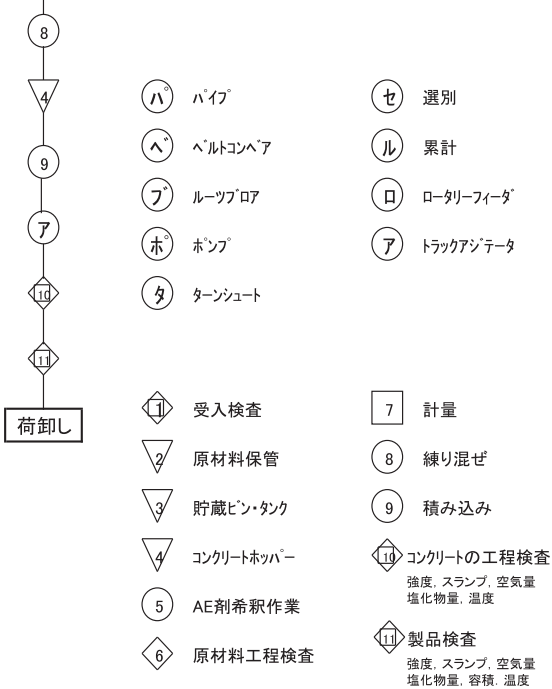 8
4
9
ア
10
11
荷卸し
パ パイプ
ベ ベルトコンベア
ブ ルーツブロア
ポ ポンプ
タ ターンシュート
セ 選別
ル 累計
ロ ロータリーフィーダ
ア トラックアジテータ
1 受入検査
2 原材料保管
3 貯蔵ビン・タンク
4 コンクリートホッパー
5 AE剤希釈作業
6 原材料工程検査
7 計量
8 練り混ぜ
9 積み込み
10 コンクリートの工程検査
強度, スランプ, 空気量
塩化物量, 温度
11 製品検査
強度, スランプ, 空気量
塩化物量, 容積. 温度